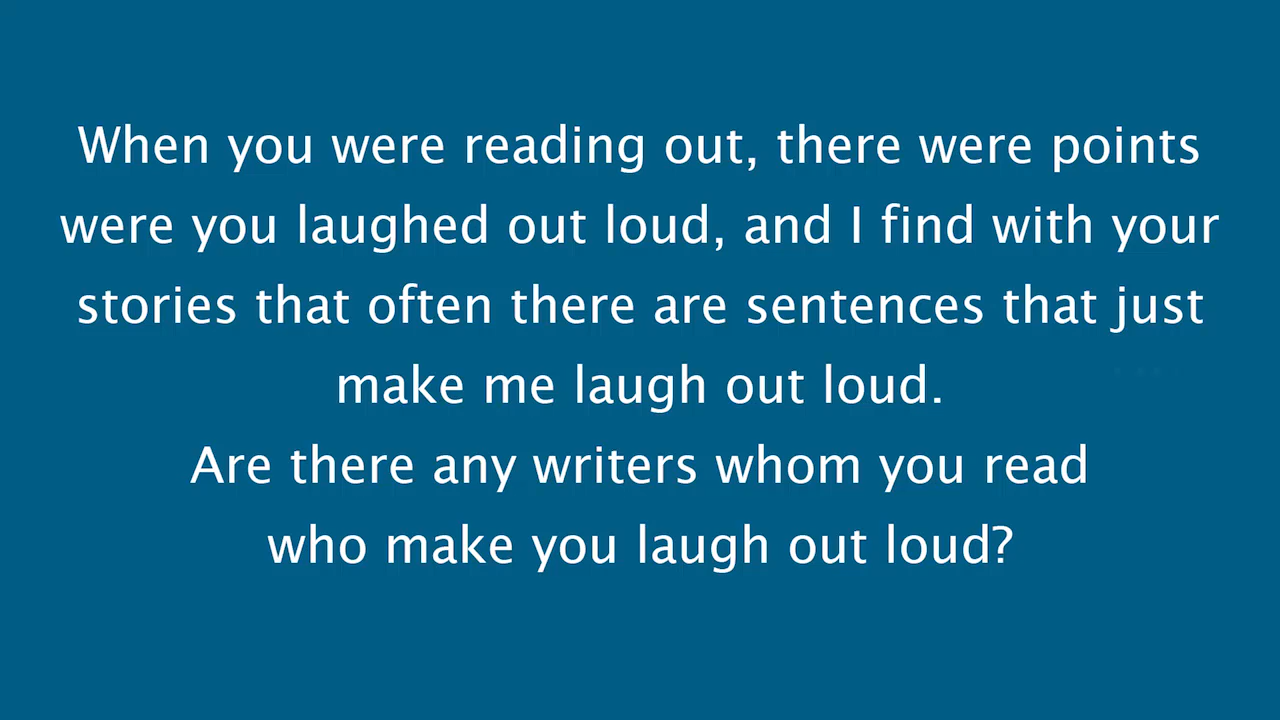 When you were reading out, there were points
were you laughed out loud, and I find with your
stories that often there are sentences that just
make me laugh out loud.
Are there any writers whom you read
who make you laugh out loud?